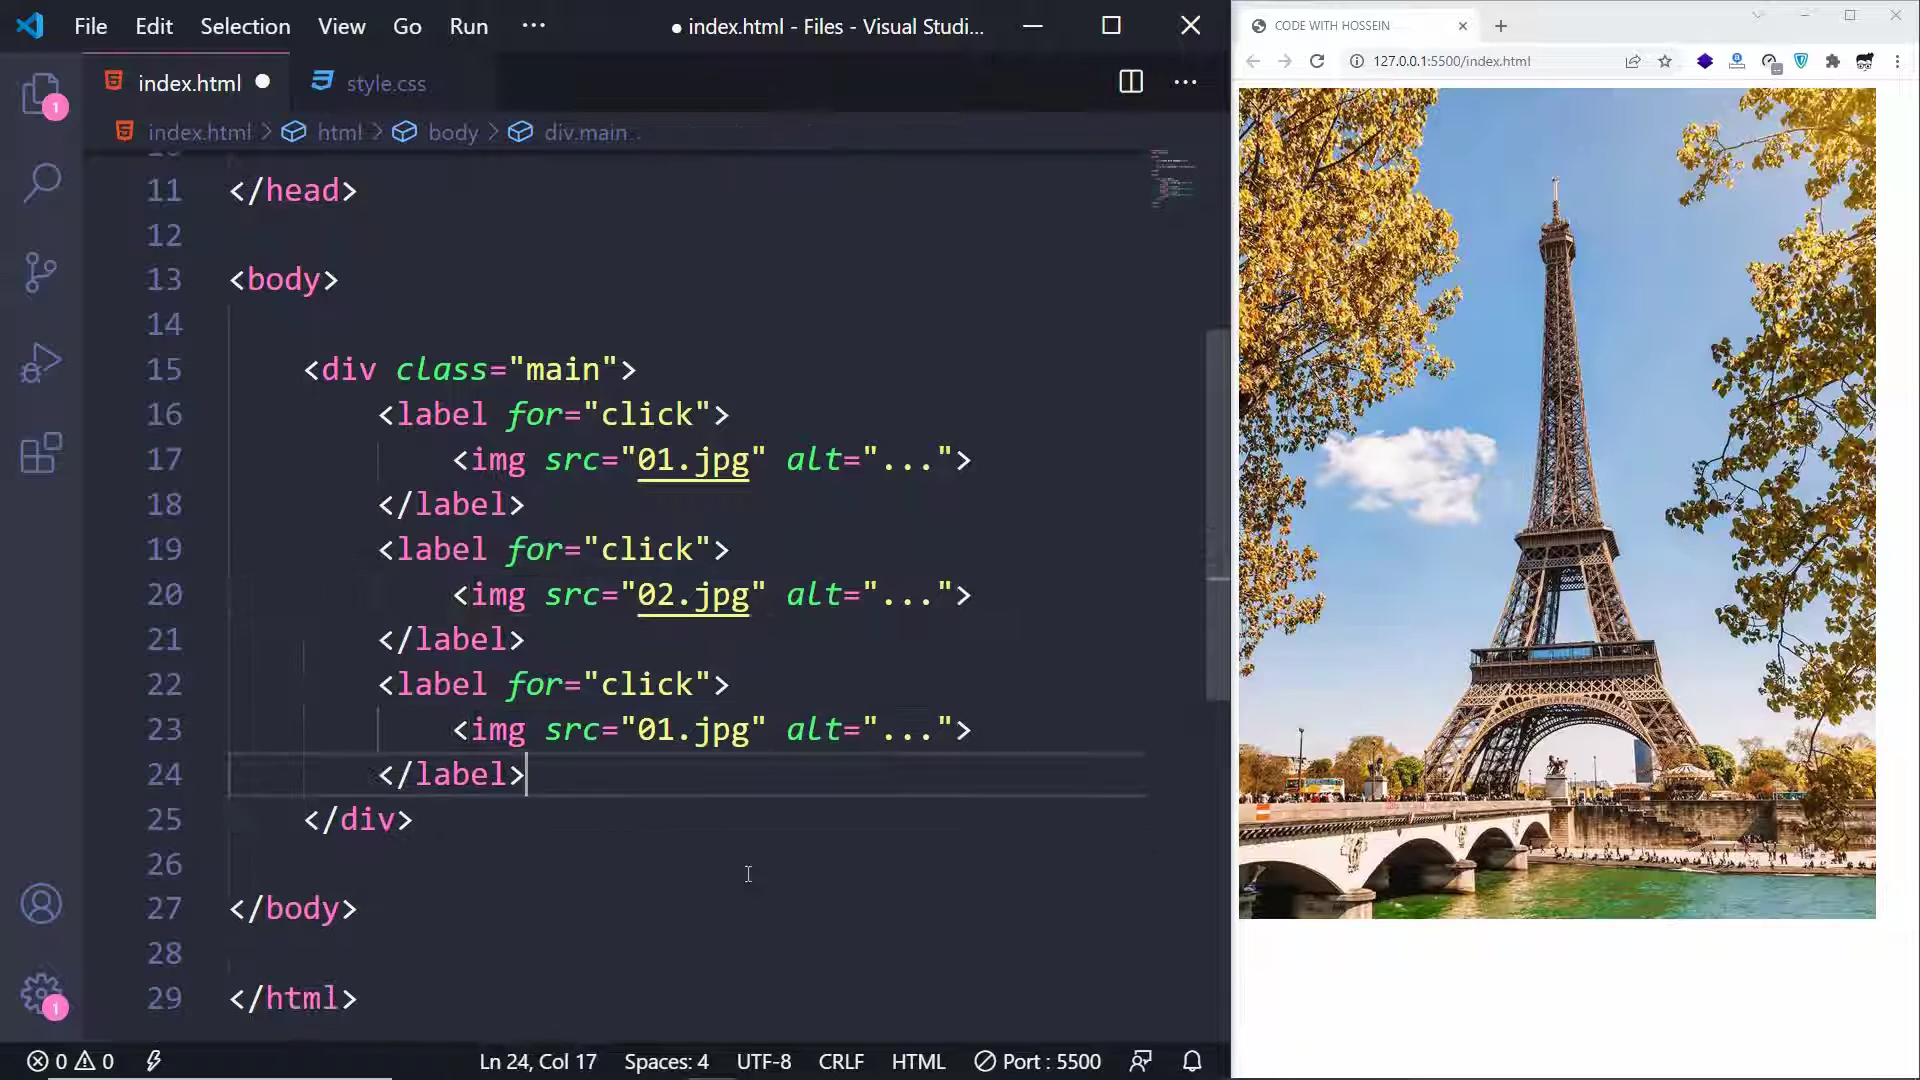 File Edit Selection View Go Run ··· ● index.html - Files - Visual Studi...
index.html ● style.css
index.html > html > body > div.main
11 </head>
12
13 <body>
14
15 <div class="main">
16 <label for="click">
17 <img src="01.jpg" alt="...">
18 </label>
19 <label for="click">
20 <img src="02.jpg" alt="...">
21 </label>
22 <label for="click">
23 <img src="01.jpg" alt="...">
24 </label>
25 </div>
26
27 </body>
28
29 </html>
1
1
0 0 Ln 24, Col 17 Spaces: 4 UTF-8 CRLF HTML Port : 5500
CODE WITH HOSSEIN
127.0.0.1:5500/index.html